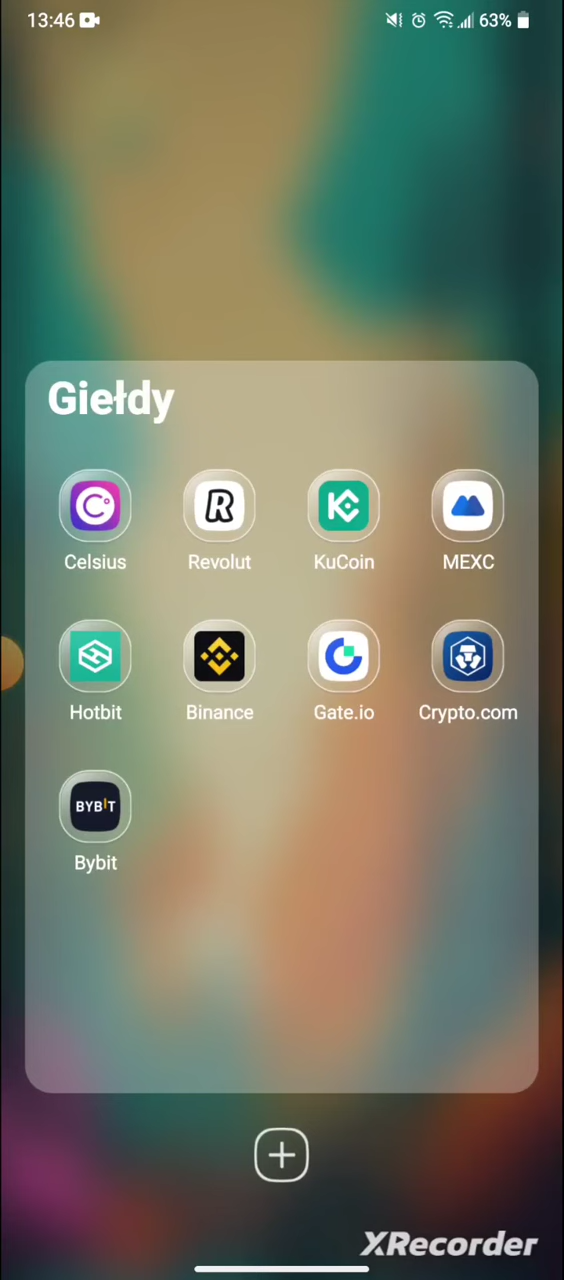 13:46 63%
Giełdy
Celsius Revolut KuCoin MEXC
Hotbit Binance Gate.io Crypto.com
BYBIT
Bybit
XRecorder